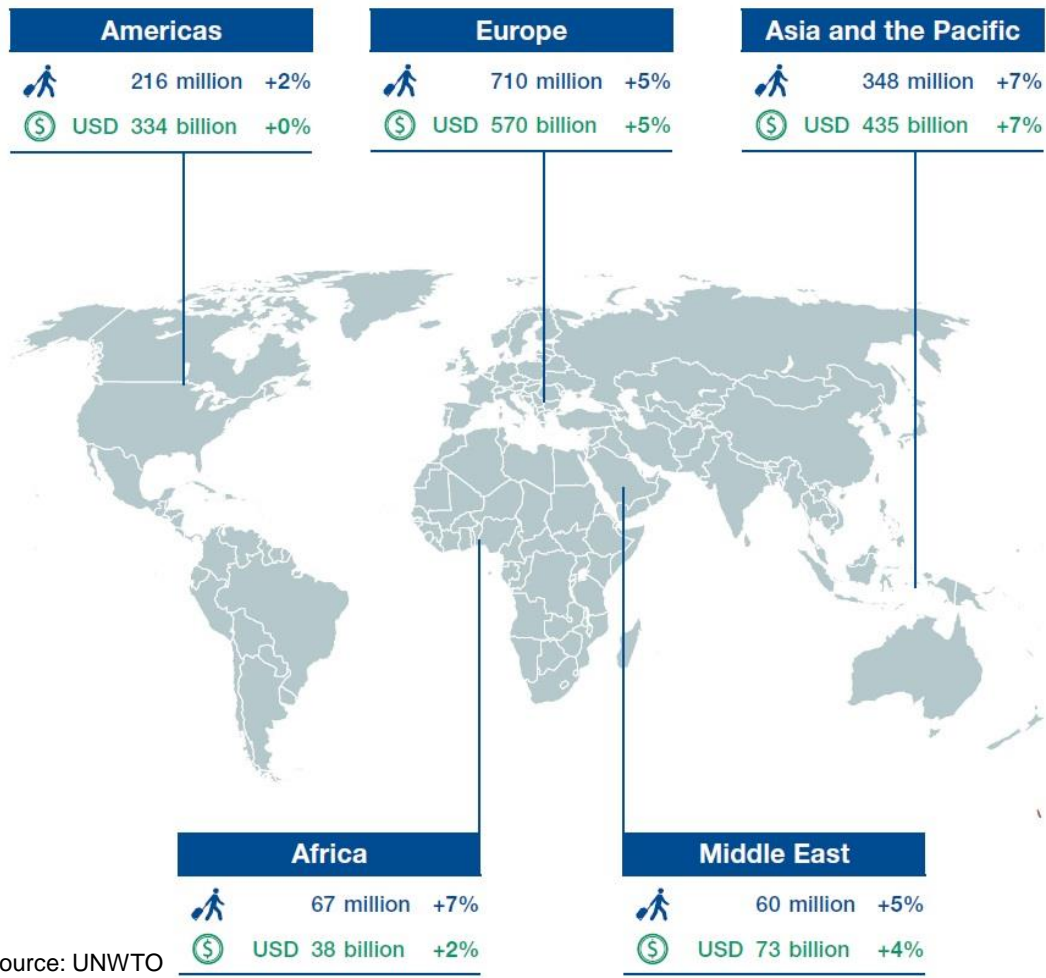 Americas
216 million +2%
USD 334 billion +0%
Europe
710 million +5%
USD 570 billion +5%
Asia and the Pacific
348 million +7%
USD 435 billion +7%
Africa
67 million +7%
USD 38 billion +2%
Middle East
60 million +5%
USD 73 billion +4%
ource: UNWTO